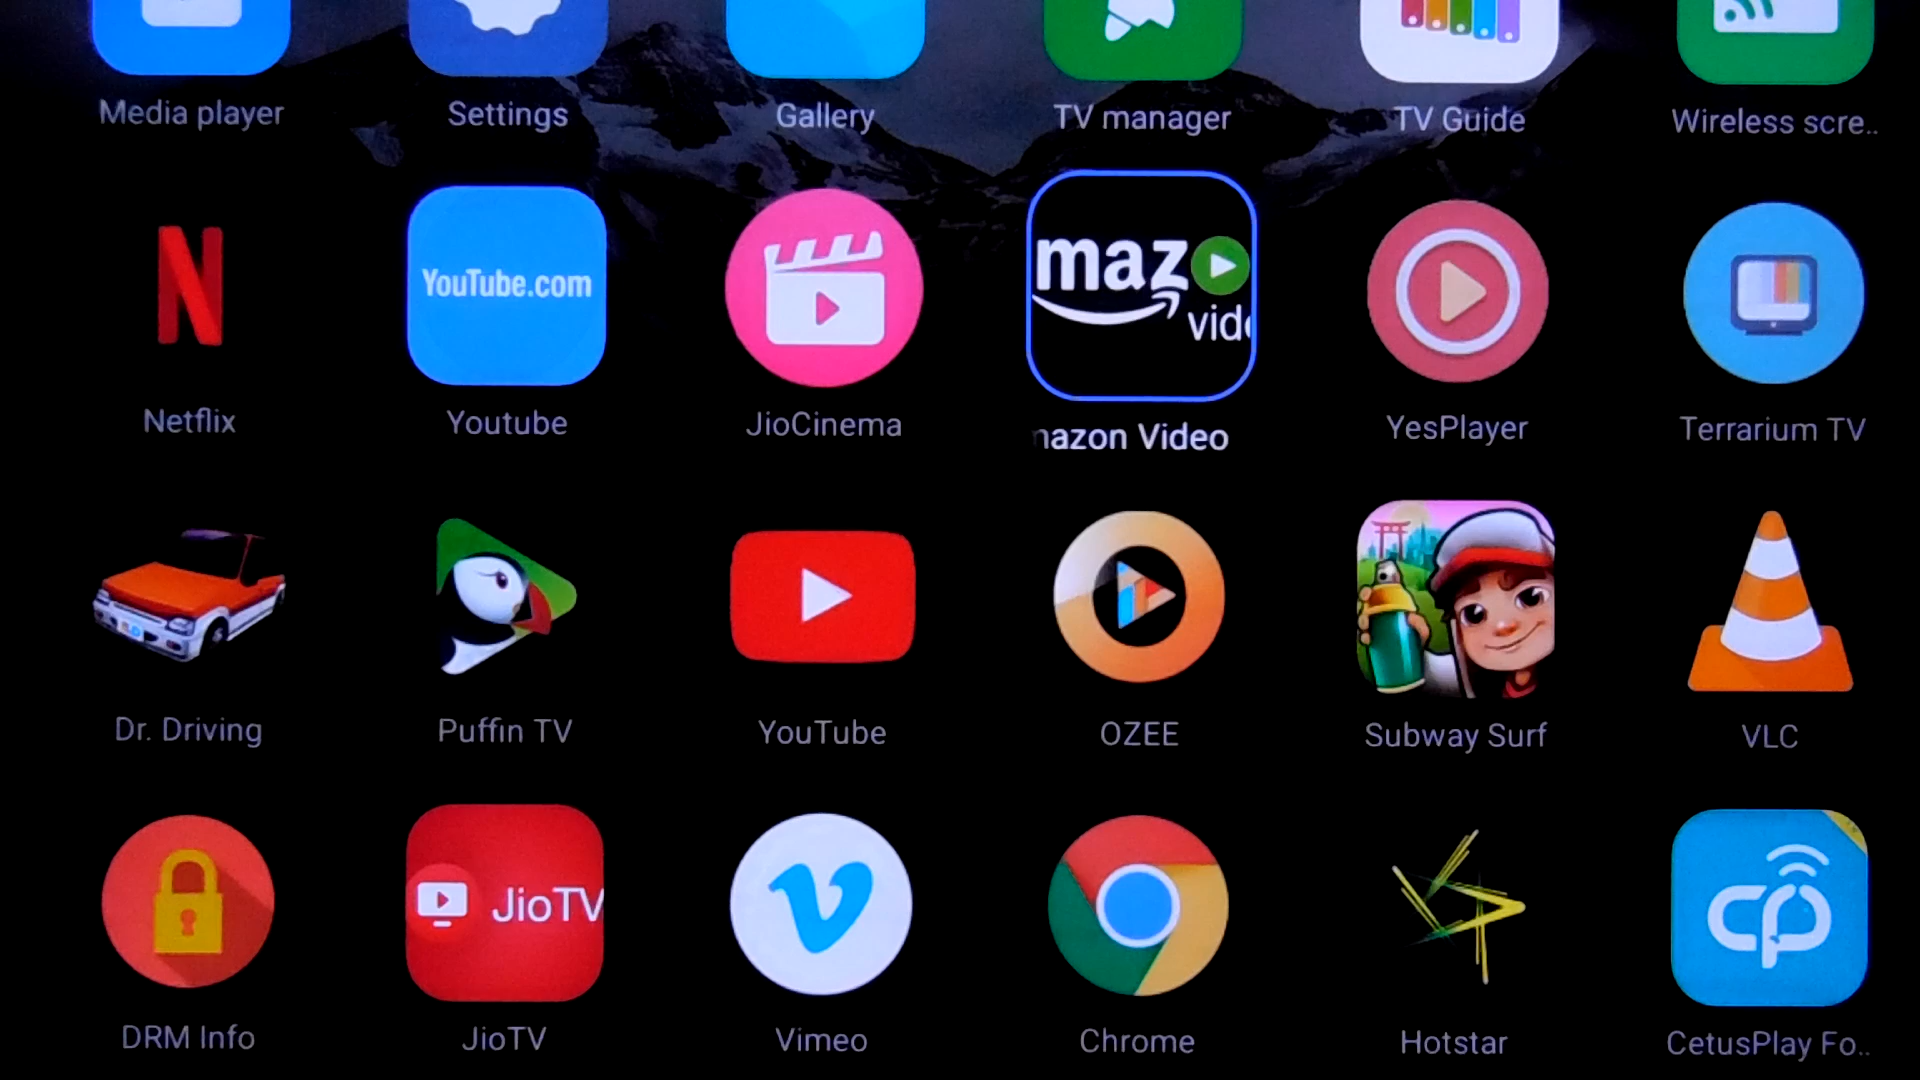 Media player
Settings
Gallery
TV manager
TV Guide
Wireless scre..
YouTube.com
maz
vid
Netflix
Youtube
JioCinema
nazon Video
YesPlayer
Terrarium TV
Dr. Driving
Puffin TV
YouTube
OZEE
Subway Surf
VLC
JioTV
DRM Info
JioTV
Vimeo
Chrome
Hotstar
CetusPlay Fo..